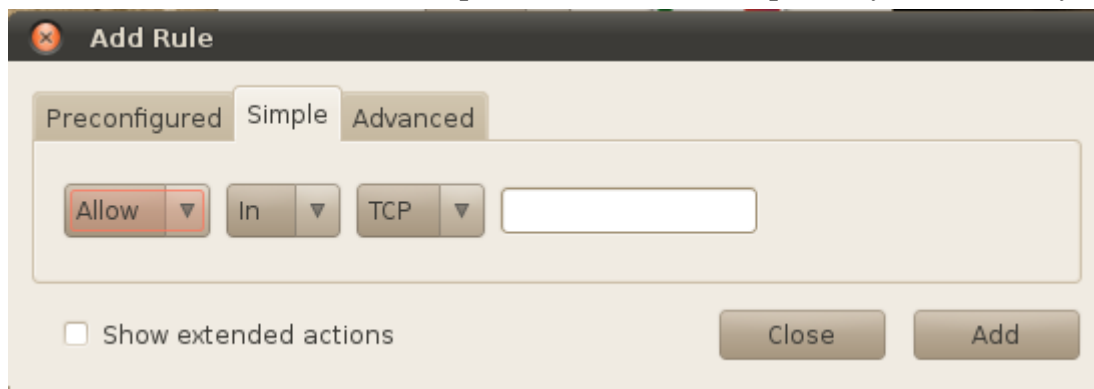 Add Rule
Preconfigured Simple Advanced
Allow In TCP
Show extended actions Close Add